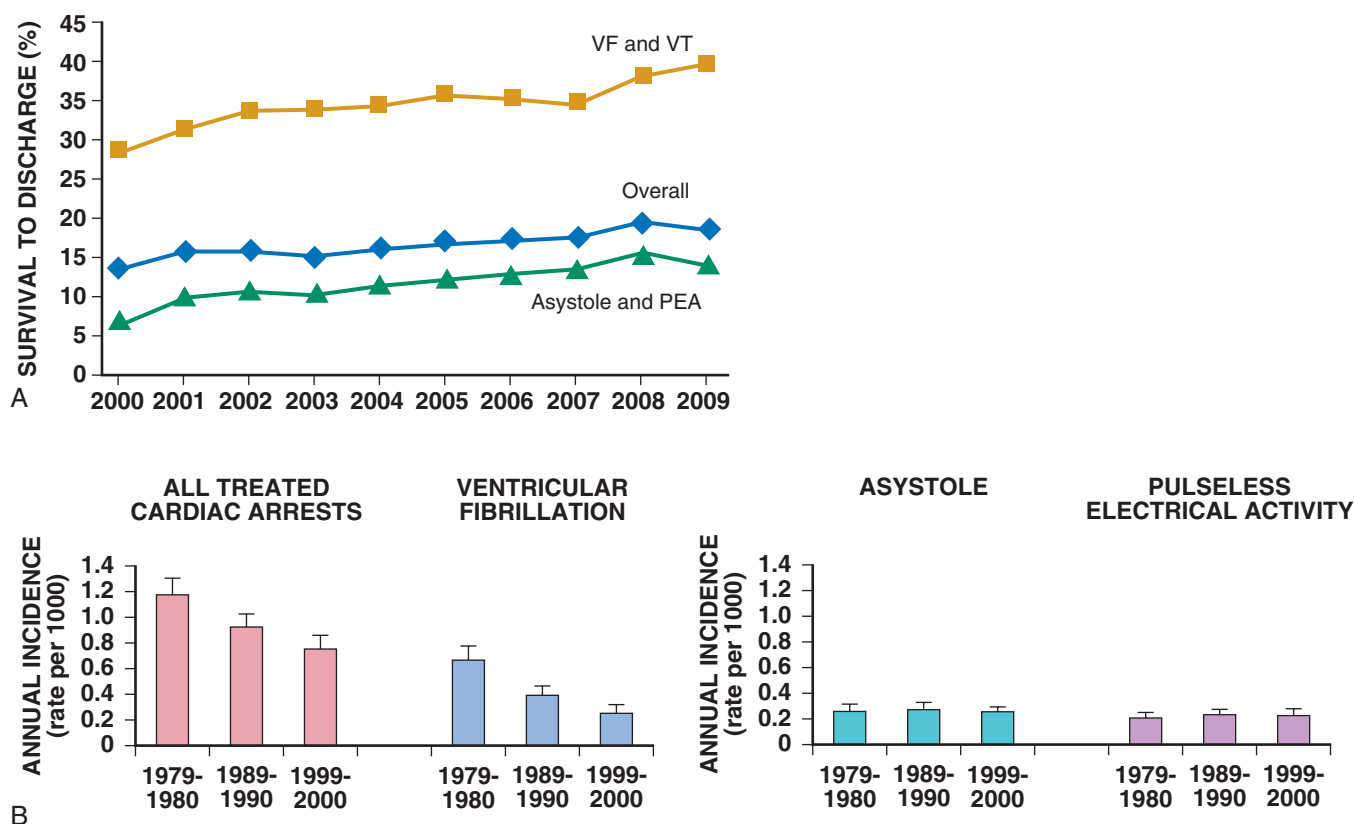 SURVIVAL TO DISCHARGE (%)
45
40
35
30
25
20
15
10
5
0
VF and VT
Overall
Asystole and PEA
2000 2001 2002 2003 2004 2005 2006 2007 2008 2009
A
ALL TREATED
CARDIAC ARRESTS
VENTRICULAR
FIBRILLATION
ANNUAL INCIDENCE
(rate per 1000)
1.4
1.2
1.0
0.8
0.6
0.4
0.2
0
1979-
1980
1989-
1990
1999-
2000
1979-
1980
1989-
1990
1999-
2000
ASYSTOLE
PULSELESS
ELECTRICAL ACTIVITY
ANNUAL INCIDENCE
(rate per 1000)
1.4
1.2
1.0
0.8
0.6
0.4
0.2
0
1979-
1980
1989-
1990
1999-
2000
1979-
1980
1989-
1990
1999-
2000
B